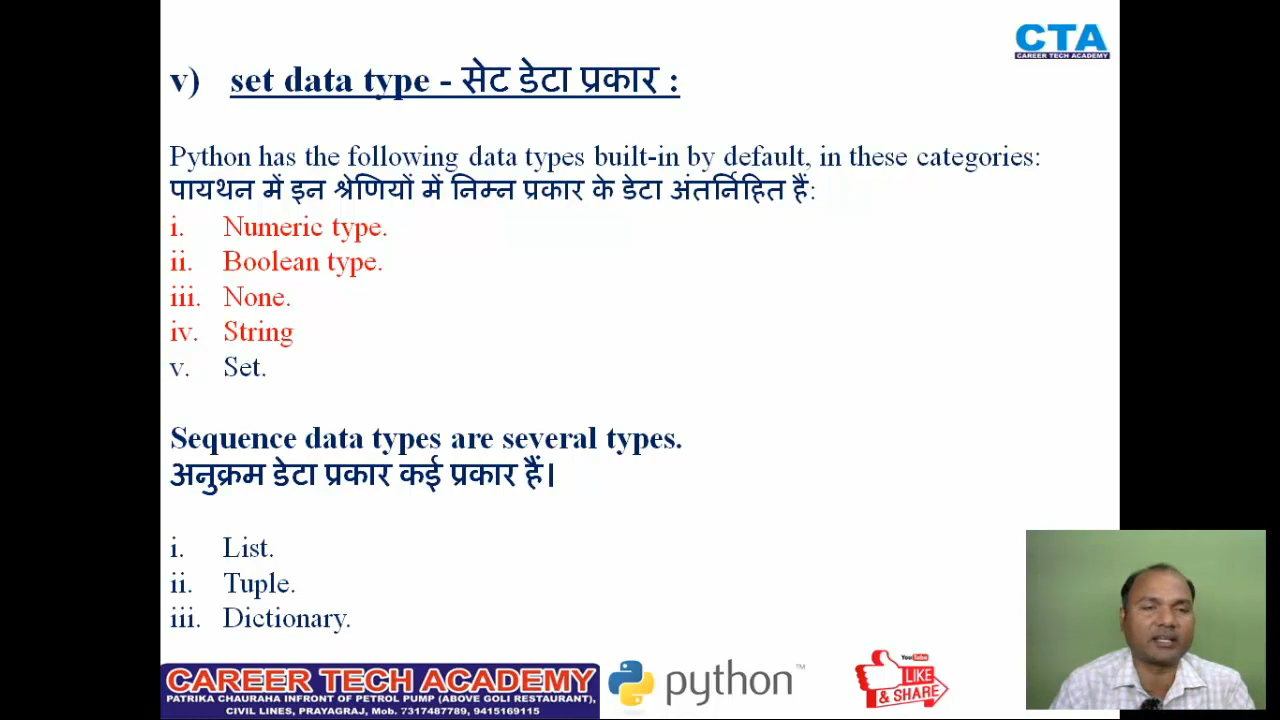 CTA
CAREER TECH ACADEMY
v) set data type - सेट डेटा प्रकार :
Python has the following data types built-in by default, in these categories:
पायथन में इन श्रेणियों में निम्न प्रकार के डेटा अंतर्निहित हैं:
i. Numeric type.
ii. Boolean type.
iii. None.
iv. String
v. Set.
Sequence data types are several types.
अनुक्रम डेटा प्रकार कई प्रकार हैं।
i. List.
ii. Tuple.
iii. Dictionary.
CAREER TECH ACADEMY
PATRIKA CHAURAHA INFRONT OF PETROL PUMP (ABOVE GOLI RESTAURANT),
CIVIL LINES, PRAYAGRAJ, Mob. 7317487789, 9415169115
python™
YouTube
LIKE
& SHARE